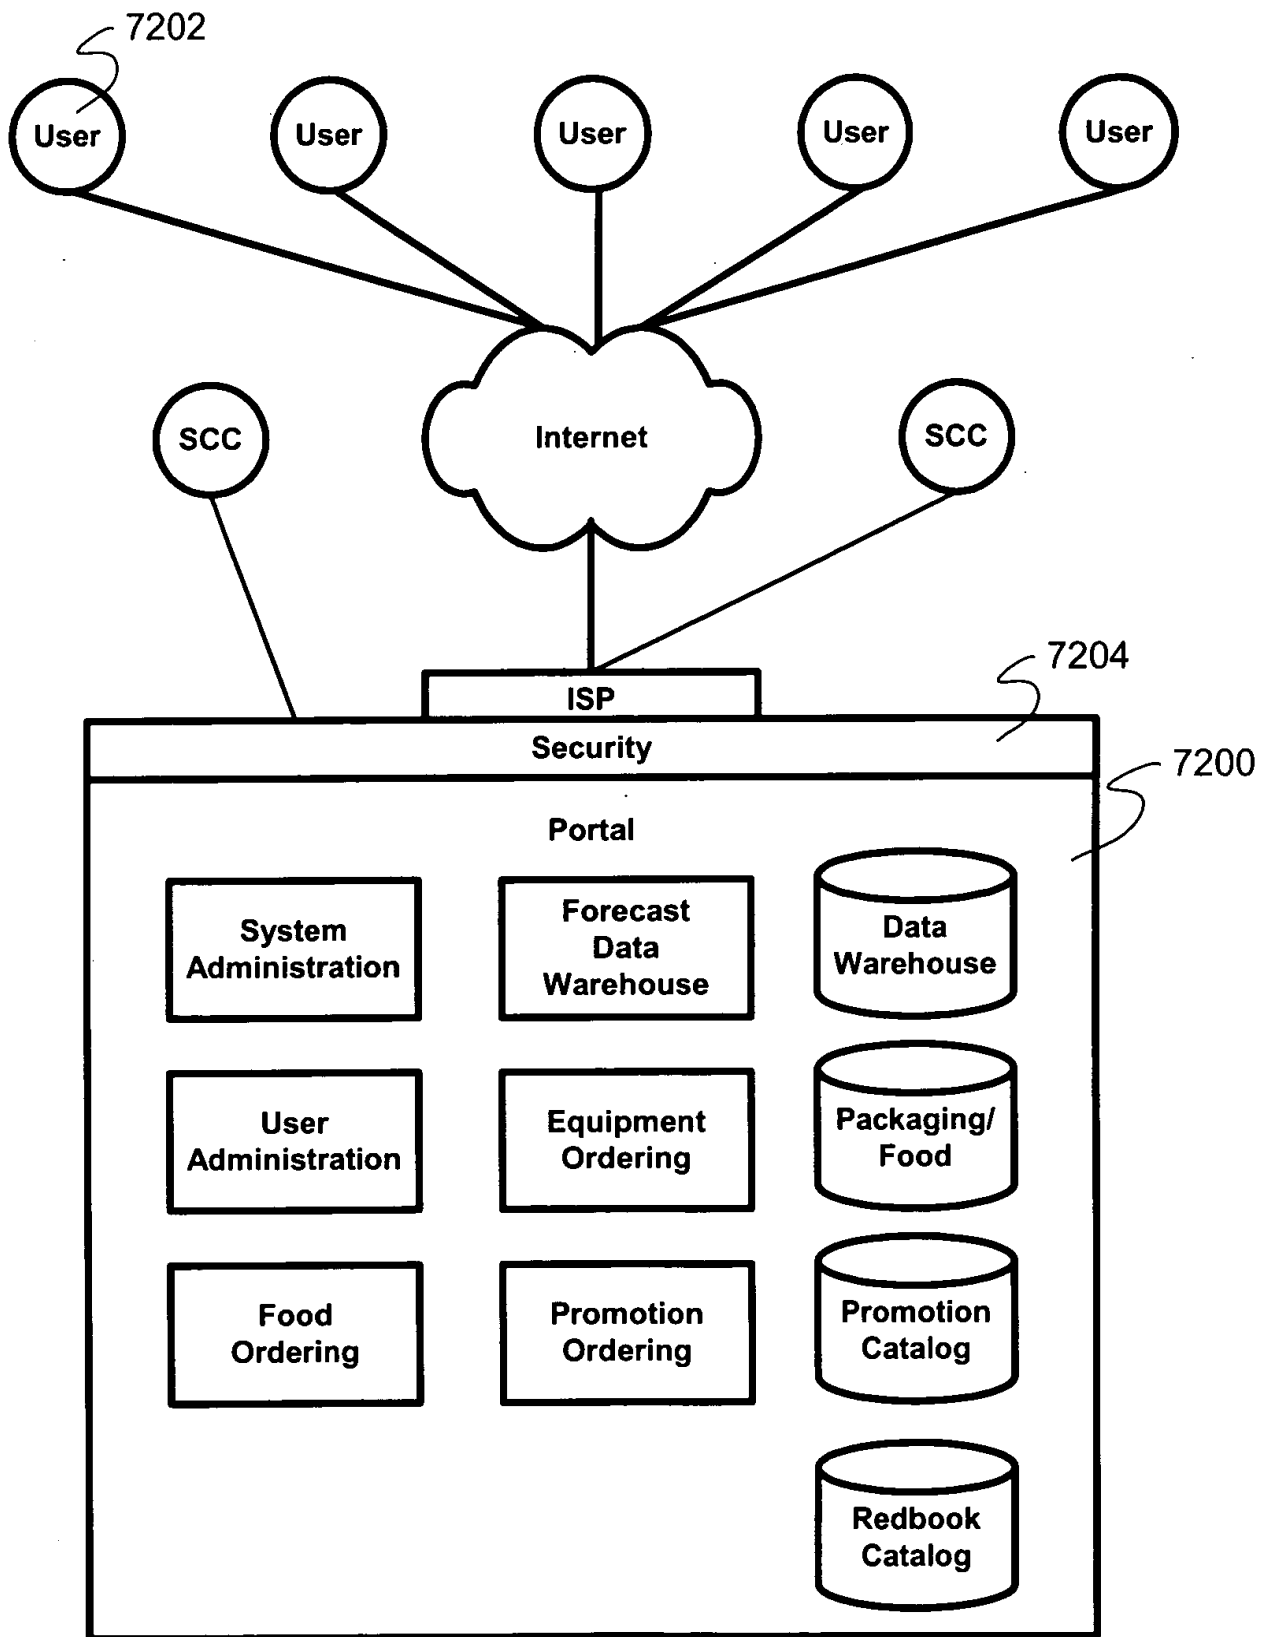 7202
User
User
User
User
User
SCC
Internet
SCC
7204
ISP
Security
7200
Portal
System
Administration
Forecast
Data
Warehouse
Data
Warehouse
User
Administration
Equipment
Ordering
Packaging/
Food
Food
Ordering
Promotion
Ordering
Promotion
Catalog
Redbook
Catalog